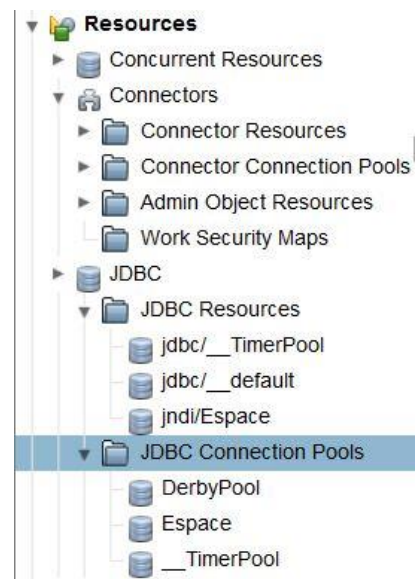 Resources
Concurrent Resources
Connectors
Connector Resources
Connector Connection Pools
Admin Object Resources
Work Security Maps
JDBC
JDBC Resources
jdbc/__TimerPool
jdbc/__default
jndi/Espace
JDBC Connection Pools
DerbyPool
Espace
__TimerPool